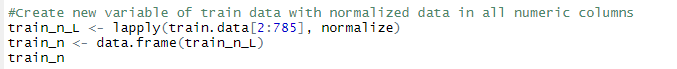 #Create new variable of train data with normalized data in all numeric columns
train_n_L <- lapply(train.data[2:785], normalize)
train_n <- data.frame(train_n_L)
train_n